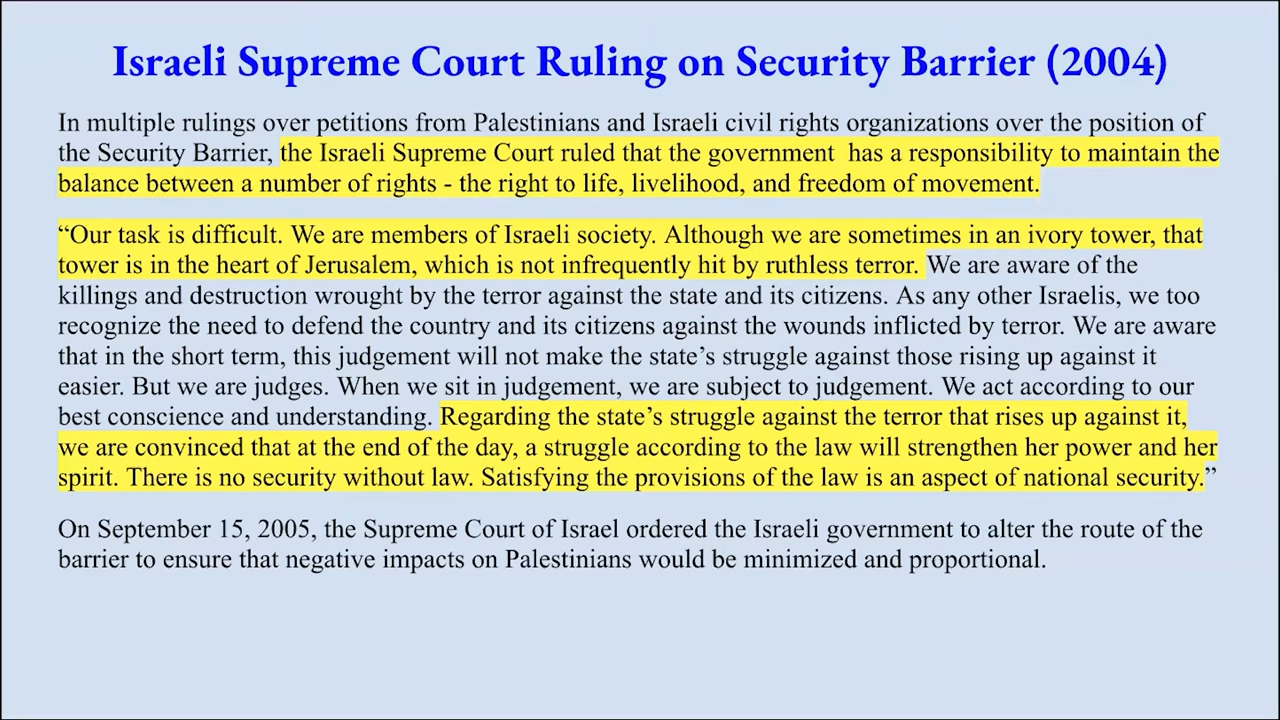 Israeli Supreme Court Ruling on Security Barrier (2004)
In multiple rulings over petitions from Palestinians and Israeli civil rights organizations over the position of
the Security Barrier, the Israeli Supreme Court ruled that the government  has a responsibility to maintain the
balance between a number of rights - the right to life, livelihood, and freedom of movement.
“Our task is difficult. We are members of Israeli society. Although we are sometimes in an ivory tower, that
tower is in the heart of Jerusalem, which is not infrequently hit by ruthless terror. We are aware of the
killings and destruction wrought by the terror against the state and its citizens. As any other Israelis, we too
recognize the need to defend the country and its citizens against the wounds inflicted by terror. We are aware
that in the short term, this judgement will not make the state’s struggle against those rising up against it
easier. But we are judges. When we sit in judgement, we are subject to judgement. We act according to our
best conscience and understanding. Regarding the state’s struggle against the terror that rises up against it,
we are convinced that at the end of the day, a struggle according to the law will strengthen her power and her
spirit. There is no security without law. Satisfying the provisions of the law is an aspect of national security.”
On September 15, 2005, the Supreme Court of Israel ordered the Israeli government to alter the route of the
barrier to ensure that negative impacts on Palestinians would be minimized and proportional.